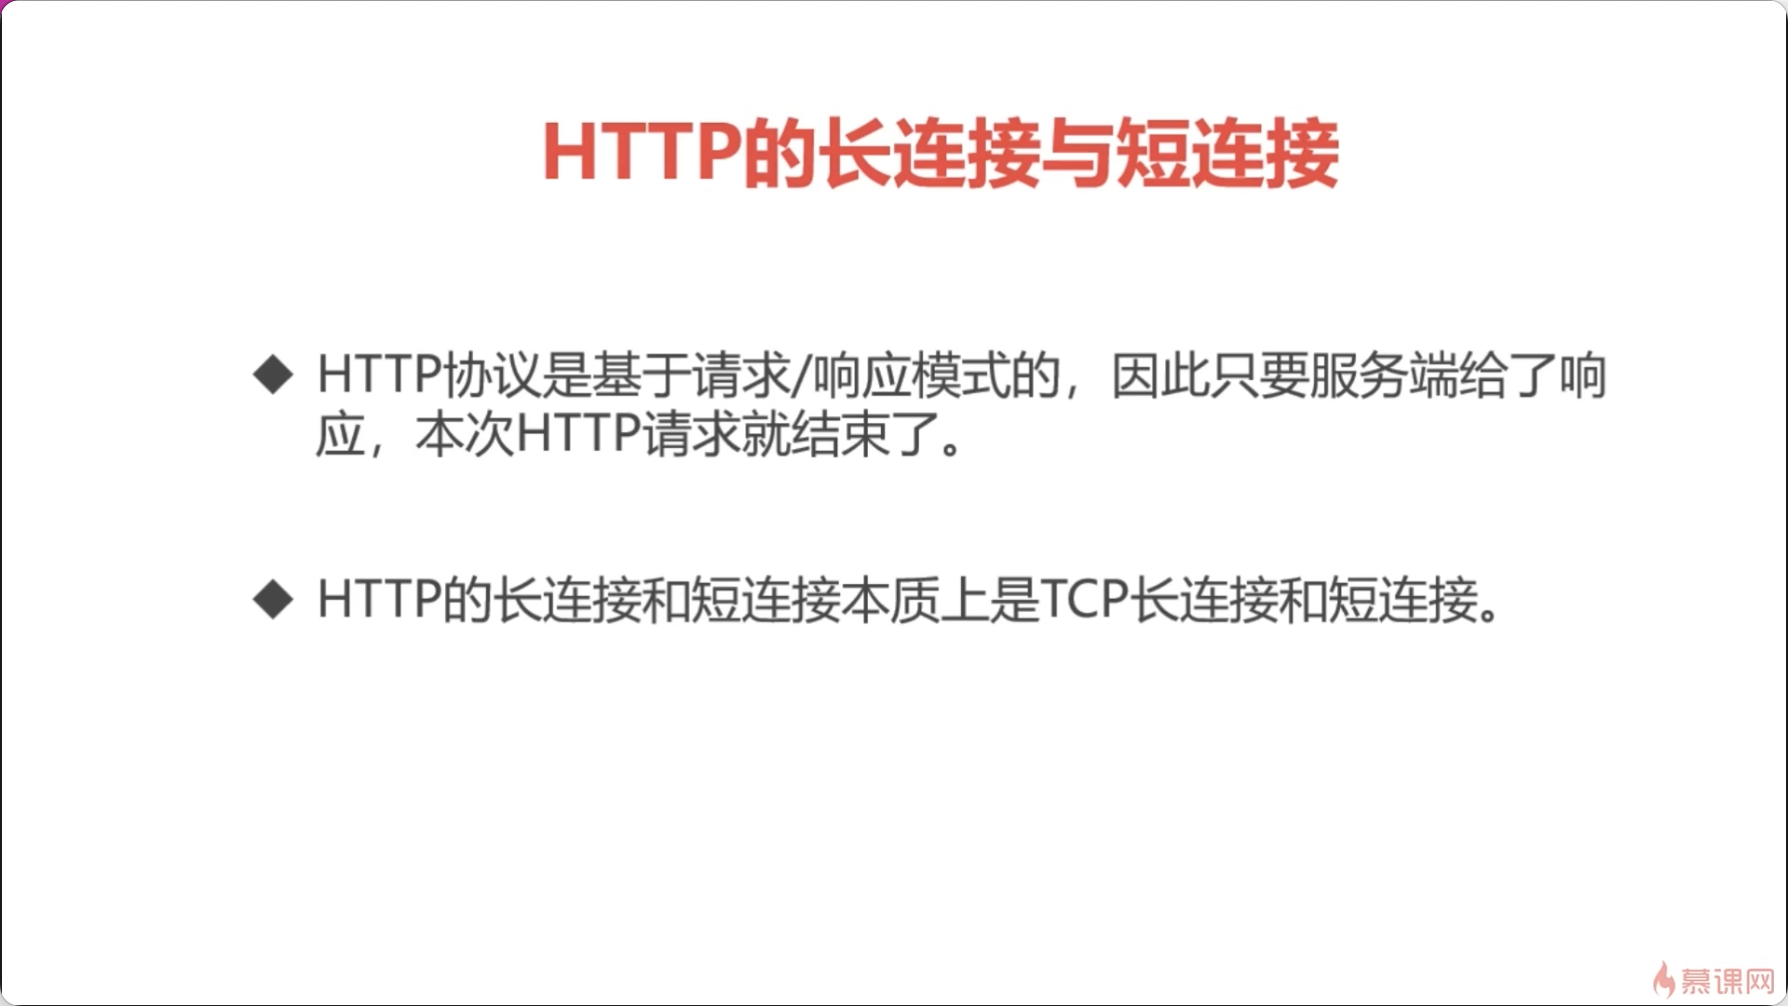 HTTP的长连接与短连接
◆ HTTP协议是基于请求/响应模式的，因此只要服务端给了响
应，本次HTTP请求就结束了。
◆ HTTP的长连接和短连接本质上是TCP长连接和短连接。
慕课网